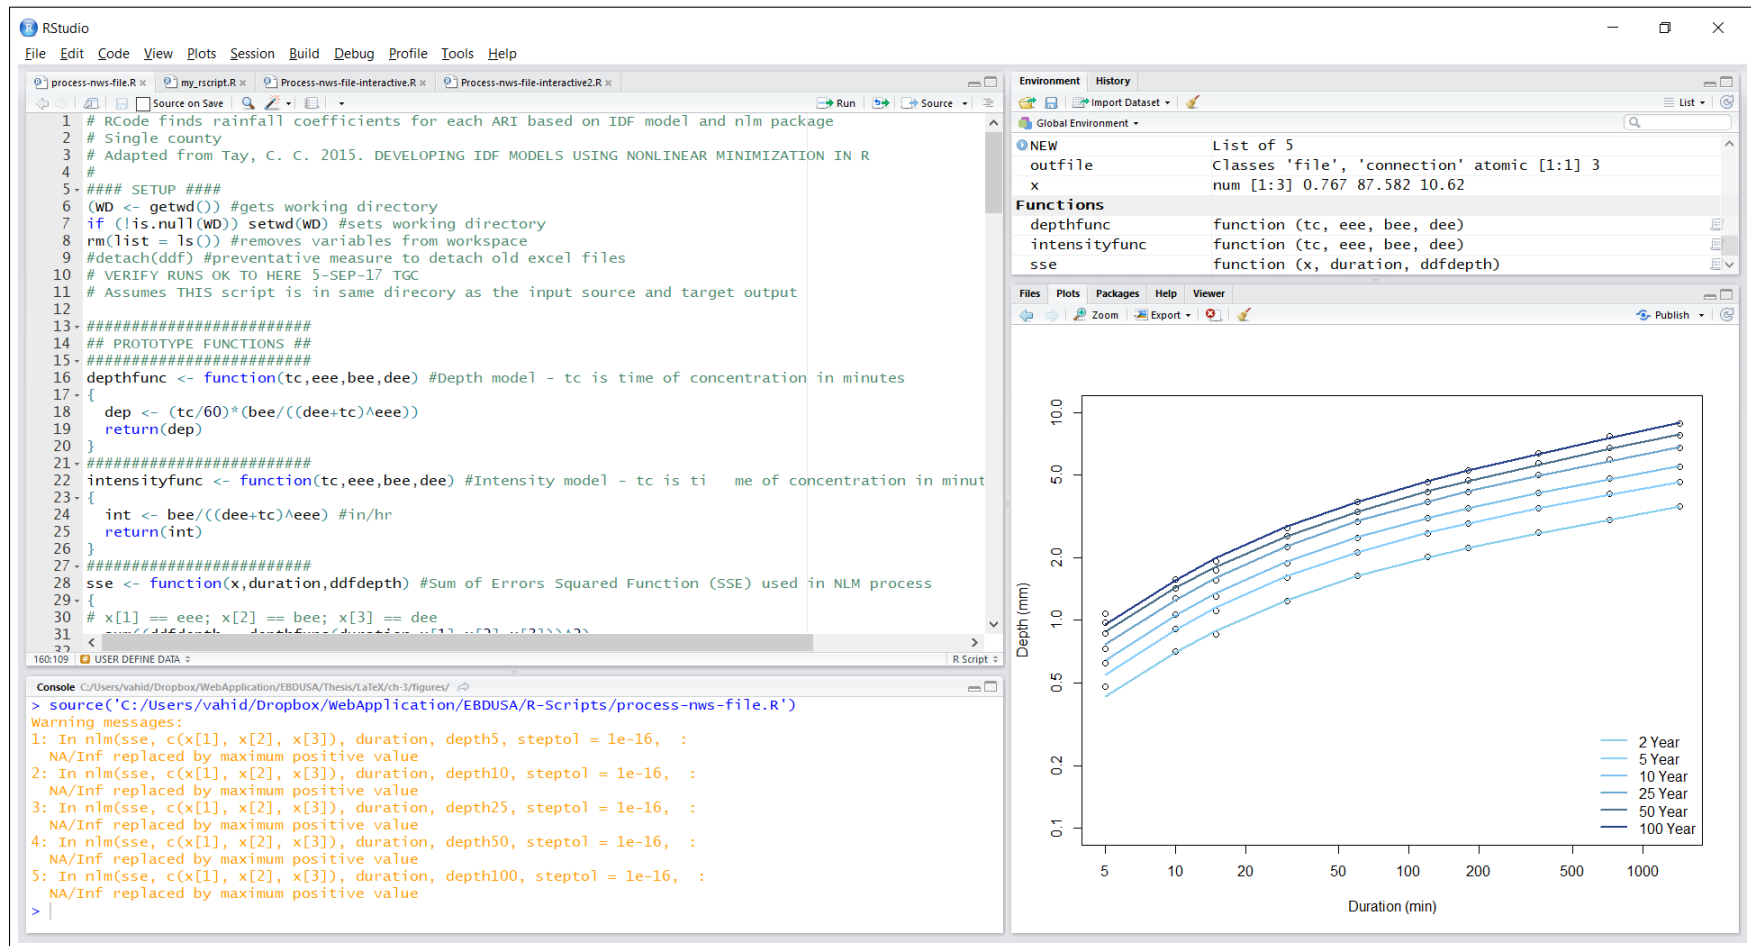 RStudio
File Edit Code View Plots Session Build Debug Profile Tools Help
process-nws-file.R my_rscript.R Process-nws-file-interactive.R Process-nws-file-interactive2.R
Source on Save Run Source
1 # RCode finds rainfall coefficients for each ARI based on IDF model and nlm package
2 # Single county
3 # Adapted from Tay, C. C. 2015. DEVELOPING IDF MODELS USING NONLINEAR MINIMIZATION IN R
4 #
5 #### SETUP ####
6 (WD <- getwd()) #gets working directory
7 if (!is.null(WD)) setwd(WD) #sets working directory
8 rm(list = ls()) #removes variables from workspace
9 #detach(ddf) #preventative measure to detach old excel files
10 # VERIFY RUNS OK TO HERE 5-SEP-17 TGC
11 # Assumes THIS script is in same direcory as the input source and target output
12
13 #########################
14 ## PROTOTYPE FUNCTIONS ##
15 #########################
16 depthfunc <- function(tc,eee,bee,dee) #Depth model - tc is time of concentration in minutes
17 {
18 dep <- (tc/60)*(bee/((dee+tc)^eee))
19 return(dep)
20 }
21 #########################
22 intensityfunc <- function(tc,eee,bee,dee) #Intensity model - tc is ti me of concentration in minut
23 {
24 int <- bee/((dee+tc)^eee) #in/hr
25 return(int)
26 }
27 #########################
28 sse <- function(x,duration,ddfdepth) #Sum of Errors Squared Function (SSE) used in NLM process
29 {
30 # x[1] == eee; x[2] == bee; x[3] == dee
31 sum((ddfdepth - depthfunc(duration,x[1],x[2],x[3]))^2)
32
160:109 USER DEFINE DATA R Script
Console C:/Users/vahid/Dropbox/WebApplication/EBDUSA/Thesis/LaTeX/ch-3/figures/
> source('C:/Users/vahid/Dropbox/WebApplication/EBDUSA/R-Scripts/process-nws-file.R')
Warning messages:
1: In nlm(sse, c(x[1], x[2], x[3]), duration, depth5, steptol = 1e-16, :
NA/Inf replaced by maximum positive value
2: In nlm(sse, c(x[1], x[2], x[3]), duration, depth10, steptol = 1e-16, :
NA/Inf replaced by maximum positive value
3: In nlm(sse, c(x[1], x[2], x[3]), duration, depth25, steptol = 1e-16, :
NA/Inf replaced by maximum positive value
4: In nlm(sse, c(x[1], x[2], x[3]), duration, depth50, steptol = 1e-16, :
NA/Inf replaced by maximum positive value
5: In nlm(sse, c(x[1], x[2], x[3]), duration, depth100, steptol = 1e-16, :
NA/Inf replaced by maximum positive value
>
Environment History
Import Dataset List
Global Environment
NEW List of 5
outfile Classes 'file', 'connection' atomic [1:1] 3
x num [1:3] 0.767 87.582 10.62
Functions
depthfunc function (tc, eee, bee, dee)
intensityfunc function (tc, eee, bee, dee)
sse function (x, duration, ddfdepth)
Files Plots Packages Help Viewer
Zoom Export Publish
10.0
5.0
2.0
1.0
0.5
0.2
0.1
Depth (mm)
2 Year
5 Year
10 Year
25 Year
50 Year
100 Year
5 10 20 50 100 200 500 1000
Duration (min)